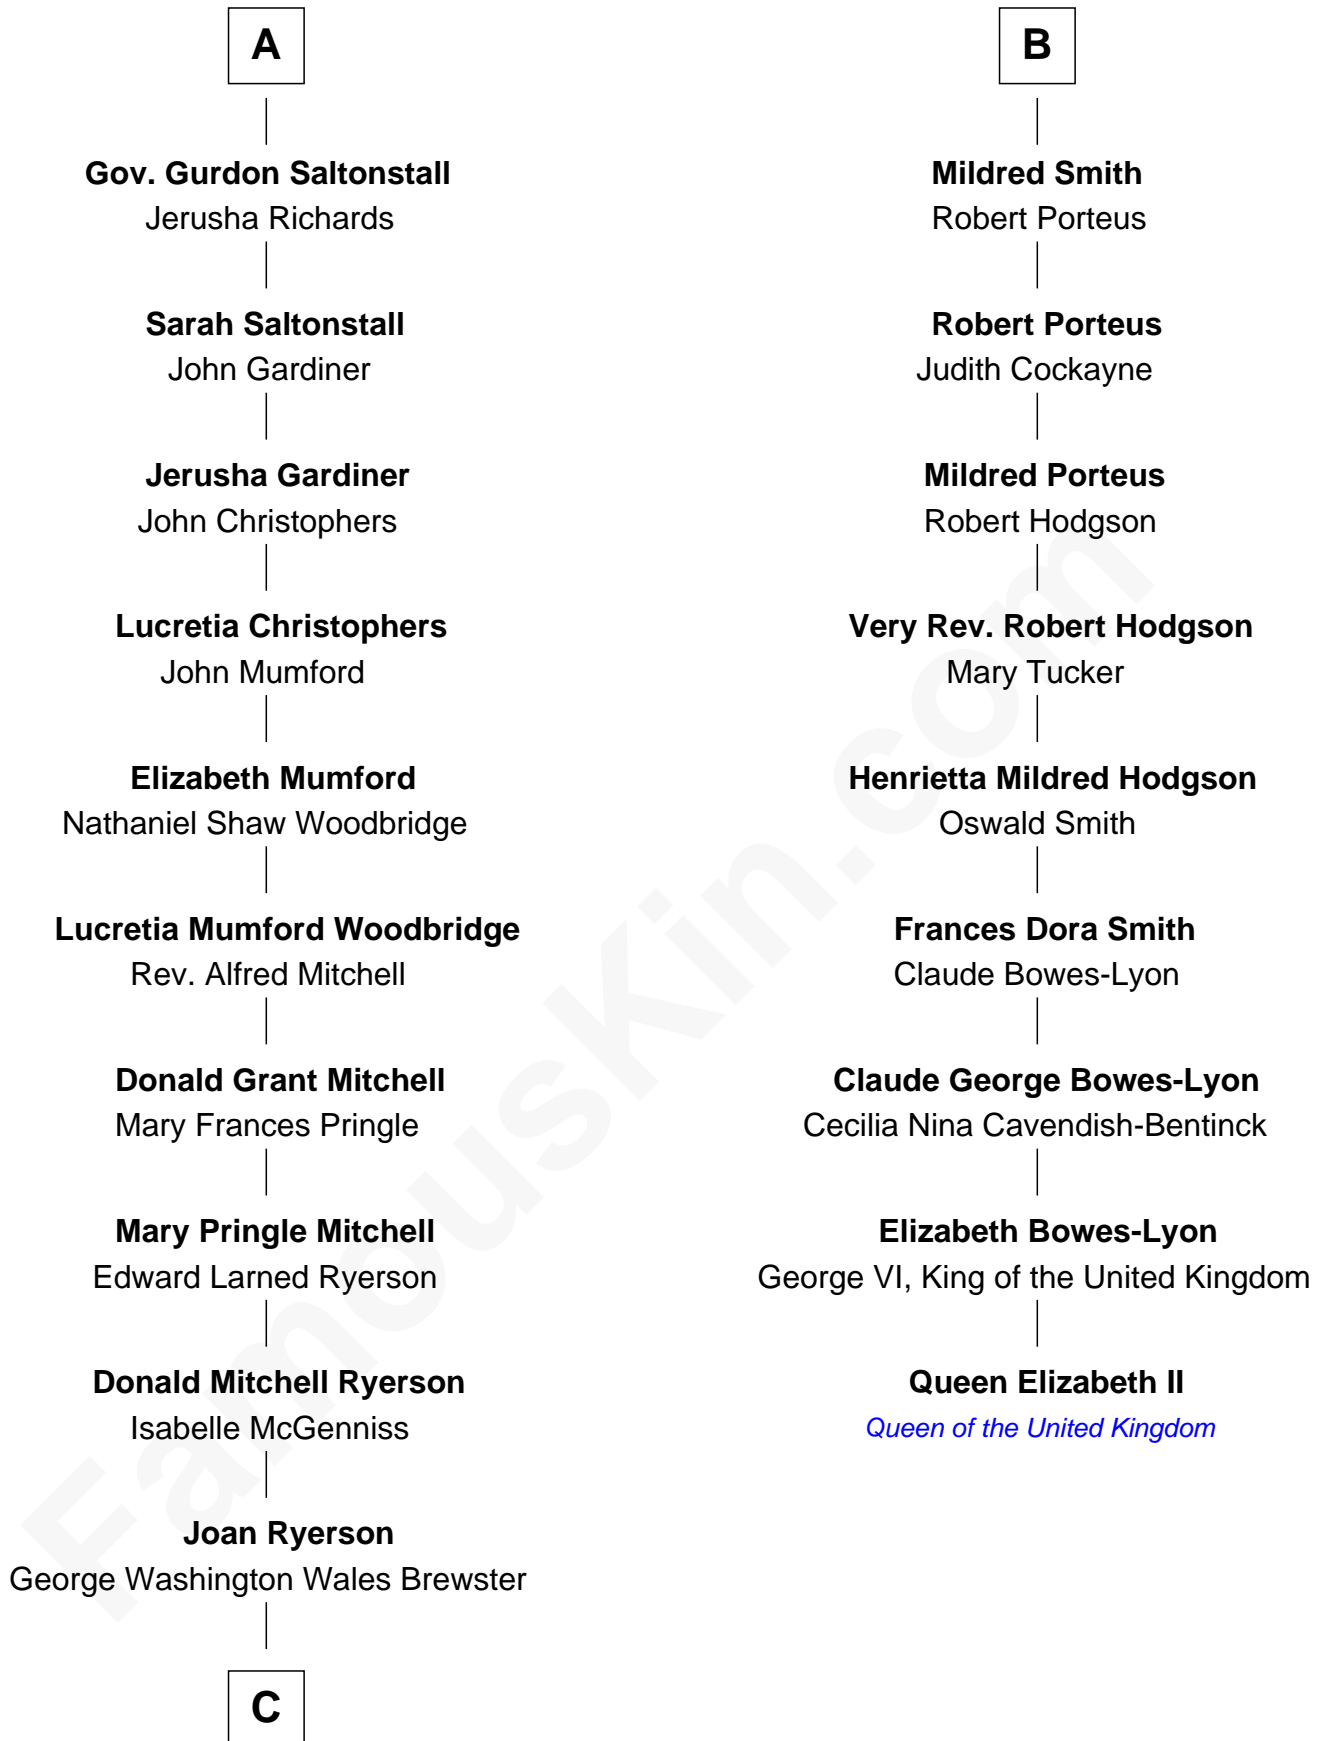 A
Gov. Gurdon Saltonstall
Jerusha Richards
Sarah Saltonstall
John Gardiner
Jerusha Gardiner
John Christophers
Lucretia Christophers
John Mumford
Elizabeth Mumford
Nathaniel Shaw Woodbridge
Lucretia Mumford Woodbridge
Rev. Alfred Mitchell
Donald Grant Mitchell
Mary Frances Pringle
Mary Pringle Mitchell
Edward Larned Ryerson
Donald Mitchell Ryerson
Isabelle McGenniss
Joan Ryerson
George Washington Wales Brewster
C
B
Mildred Smith
Robert Porteus
Robert Porteus
Judith Cockayne
Mildred Porteus
Robert Hodgson
Very Rev. Robert Hodgson
Mary Tucker
Henrietta Mildred Hodgson
Oswald Smith
Frances Dora Smith
Claude Bowes-Lyon
Claude George Bowes-Lyon
Cecilia Nina Cavendish-Bentinck
Elizabeth Bowes-Lyon
George VI, King of the United Kingdom
Queen Elizabeth II
Queen of the United Kingdom
FamousKin.com